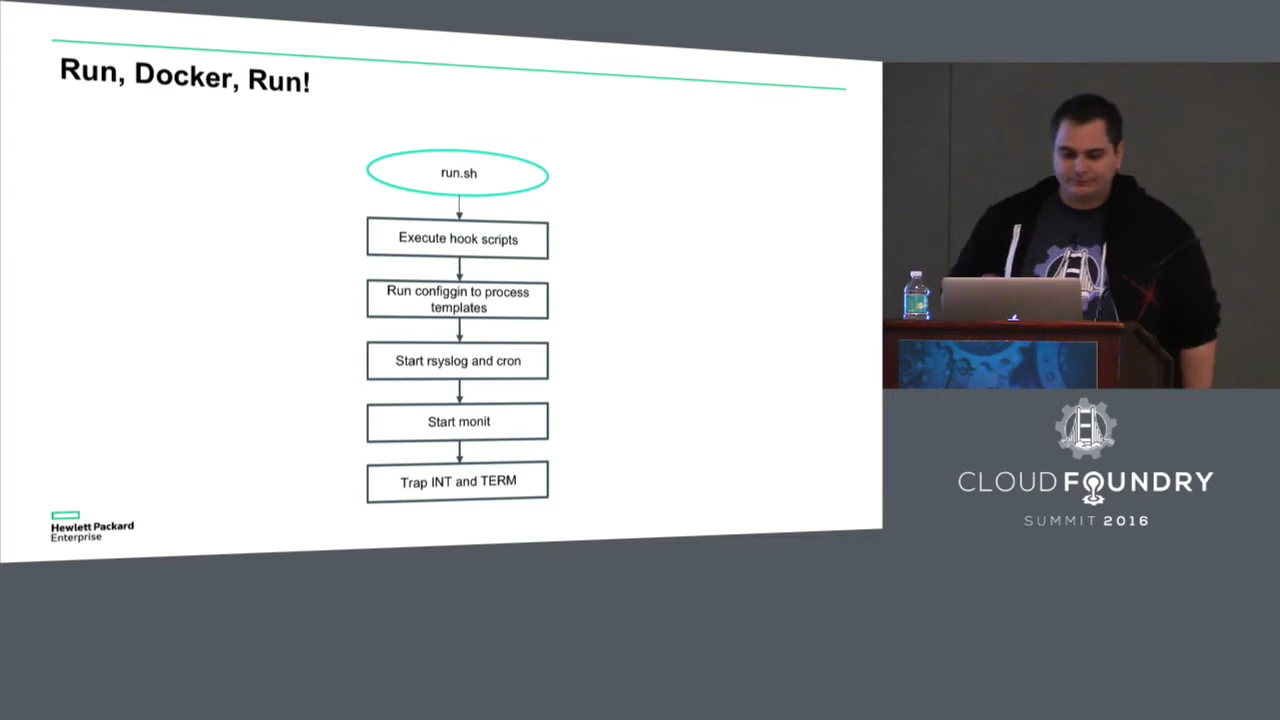 Run, Docker, Run!
run.sh
Execute hook scripts
Run configgin to process
templates
Start rsyslog and cron
Start monit
Trap INT and TERM
Hewlett Packard
Enterprise
CLOUD FOUNDRY
SUMMIT 2016